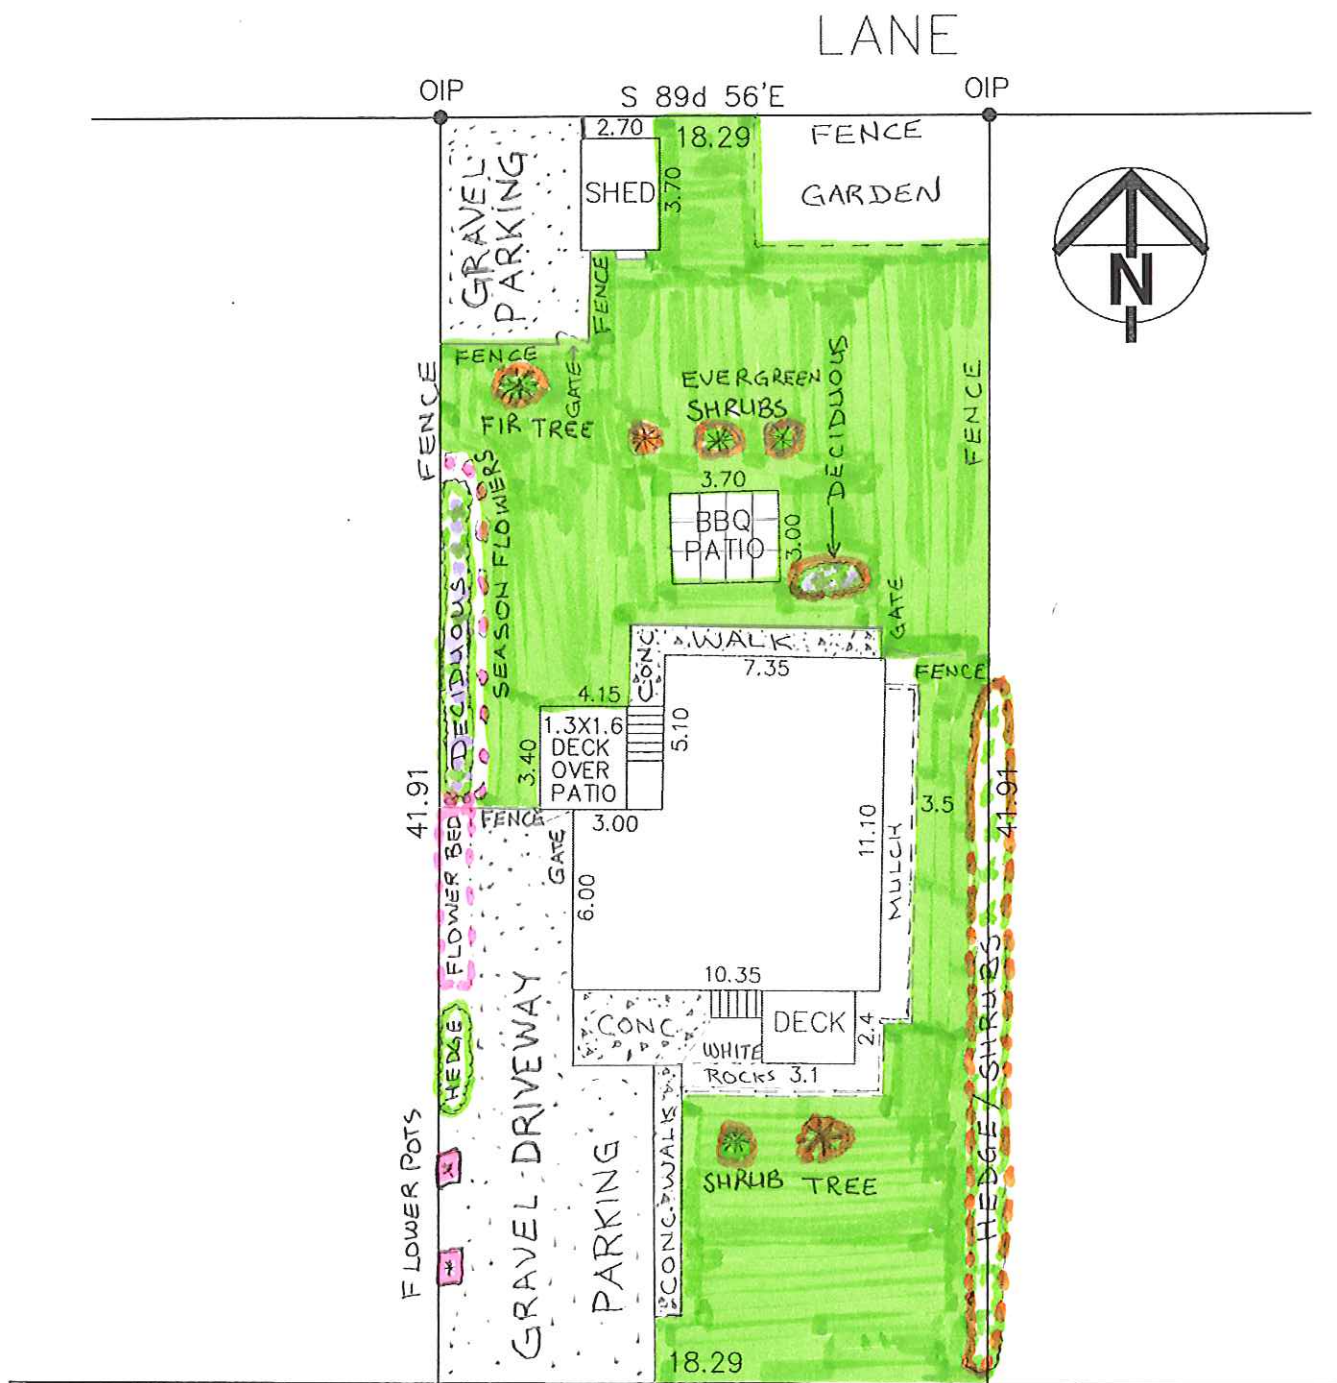 LANE
OIP
S 89d 56'E
OIP
2.70
18.29
FENCE
GRAVEL
PARKING
SHED
3.70
GARDEN
N
FENCE
FENCE
GATE
FENCE
FIR TREE
EVERGREEN
SHRUBS
DECIDUOUS
FENCE
3.70
BBQ
PATIO
3.00
SEASON FLOWERS
DECIDUOUS
GATE
CONC
WALK
7.35
FENCE
4.15
1.3X1.6
DECK
OVER
PATIO
3.40
5.10
41.91
3.5
41.91
FENCE
3.00
GATE
6.00
11.10
MULCH
FLOWER BED
10.35
CONC
DECK
2.4
WHITE
ROCKS
3.1
HEDGE
HEDGE/SHRUBS
FLOWER POTS
GRAVEL DRIVEWAY
PARKING
CONC WALK
SHRUB
TREE
18.29